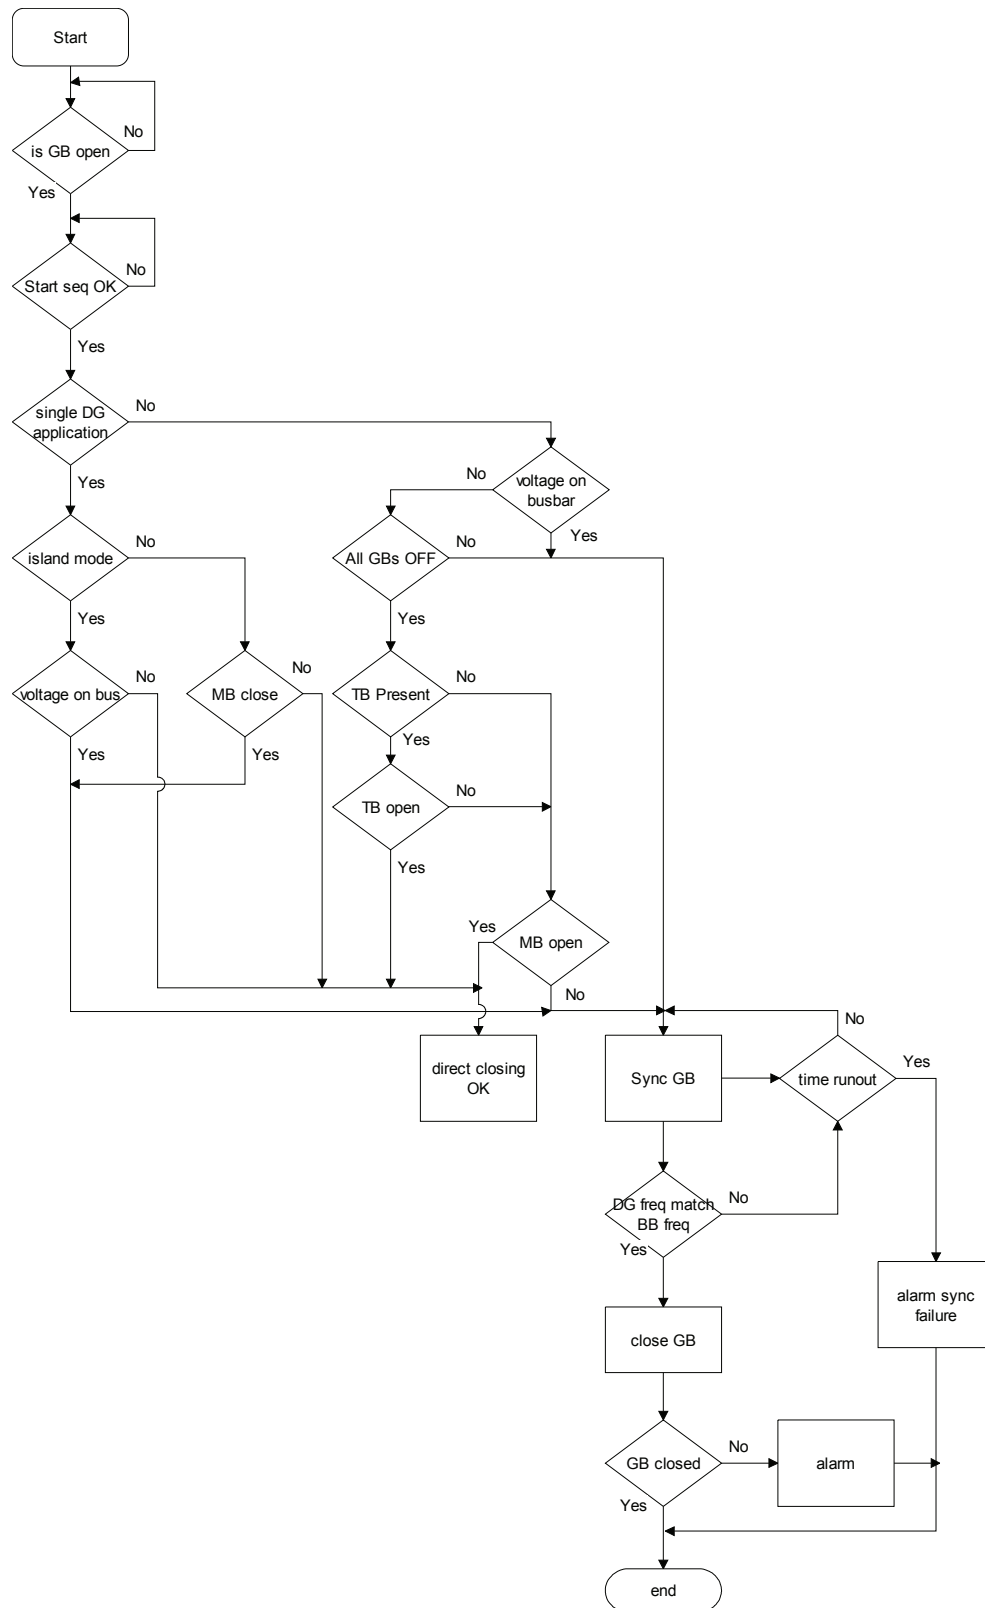 Start
No
is GB open
Yes
No
Start seq OK
Yes
No
single DG
application
No
voltage on
busbar
Yes
Yes
No
No
island mode
All GBs OFF
Yes
Yes
No
No
No
voltage on bus
MB close
TB Present
Yes
Yes
Yes
No
TB open
Yes
Yes
MB open
No
No
direct closing
OK
Sync GB
time runout
Yes
No
DG freq match
BB freq
Yes
alarm sync
failure
close GB
No
GB closed
alarm
Yes
end